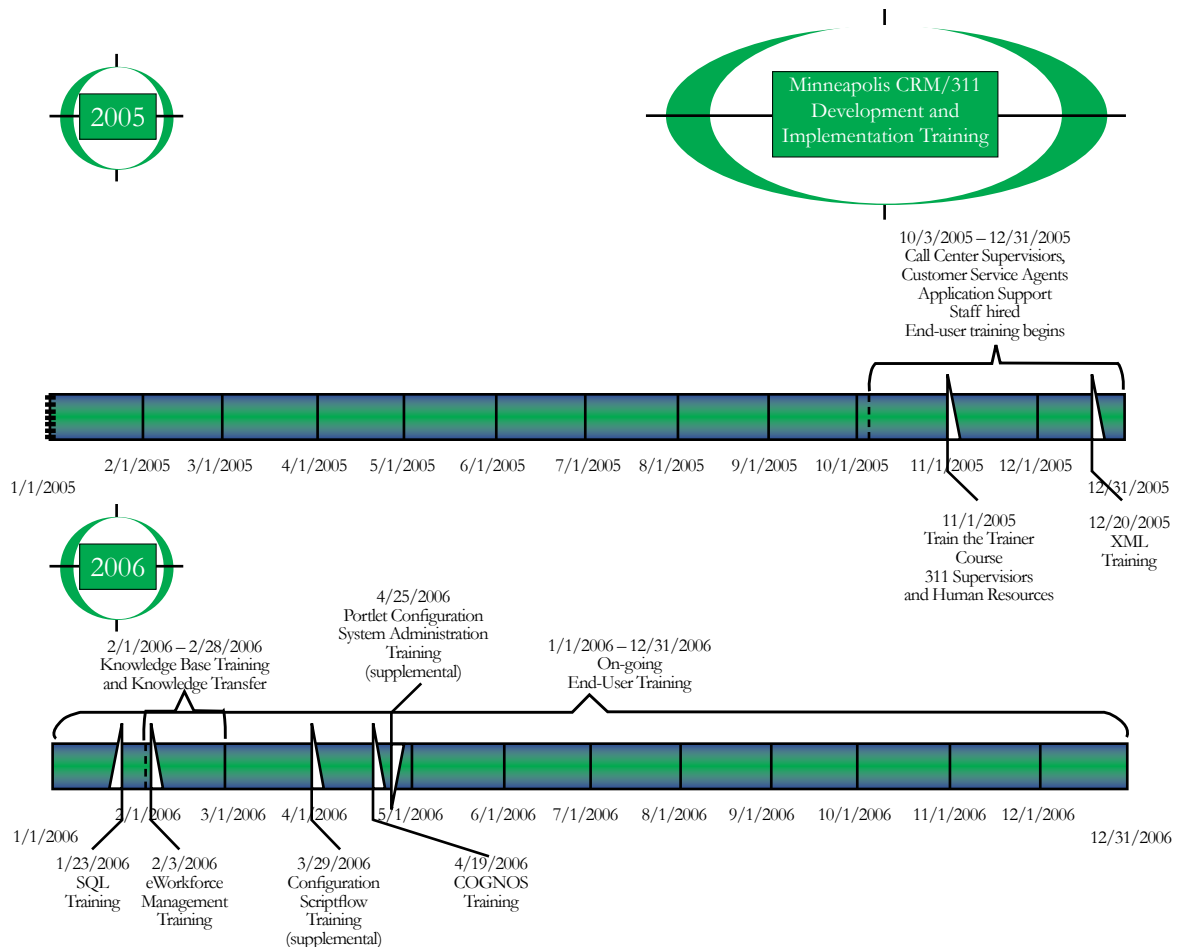 2005
Minneapolis CRM/311
Development and
Implementation Training
10/3/2005 – 12/31/2005
Call Center Supervisiors,
Customer Service Agents
Application Support
Staff hired
End-user training begins
2/1/2005
3/1/2005
4/1/2005
5/1/2005
6/1/2005
7/1/2005
8/1/2005
9/1/2005
10/1/2005
11/1/2005
12/1/2005
1/1/2005
12/31/2005
11/1/2005
Train the Trainer
Course
311 Supervisiors
and Human Resources
12/20/2005
XML
Training
2006
4/25/2006
Portlet Configuration
System Administration
Training
(supplemental)
2/1/2006 – 2/28/2006
Knowledge Base Training
and Knowledge Transfer
1/1/2006 – 12/31/2006
On-going
End-User Training
2/1/2006
3/1/2006
4/1/2006
5/1/2006
6/1/2006
7/1/2006
8/1/2006
9/1/2006
10/1/2006
11/1/2006
12/1/2006
1/1/2006
12/31/2006
1/23/2006
SQL
Training
2/3/2006
eWorkforce
Management
Training
3/29/2006
Configuration
Scriptflow
Training
(supplemental)
4/19/2006
COGNOS
Training